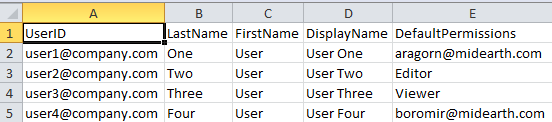 A B C D E
1 UserID LastName FirstName DisplayName DefaultPermissions
2 user1@company.com One User User One aragorn@midearth.com
3 user2@company.com Two User User Two Editor
4 user3@company.com Three User User Three Viewer
5 user4@company.com Four User User Four boromir@midearth.com